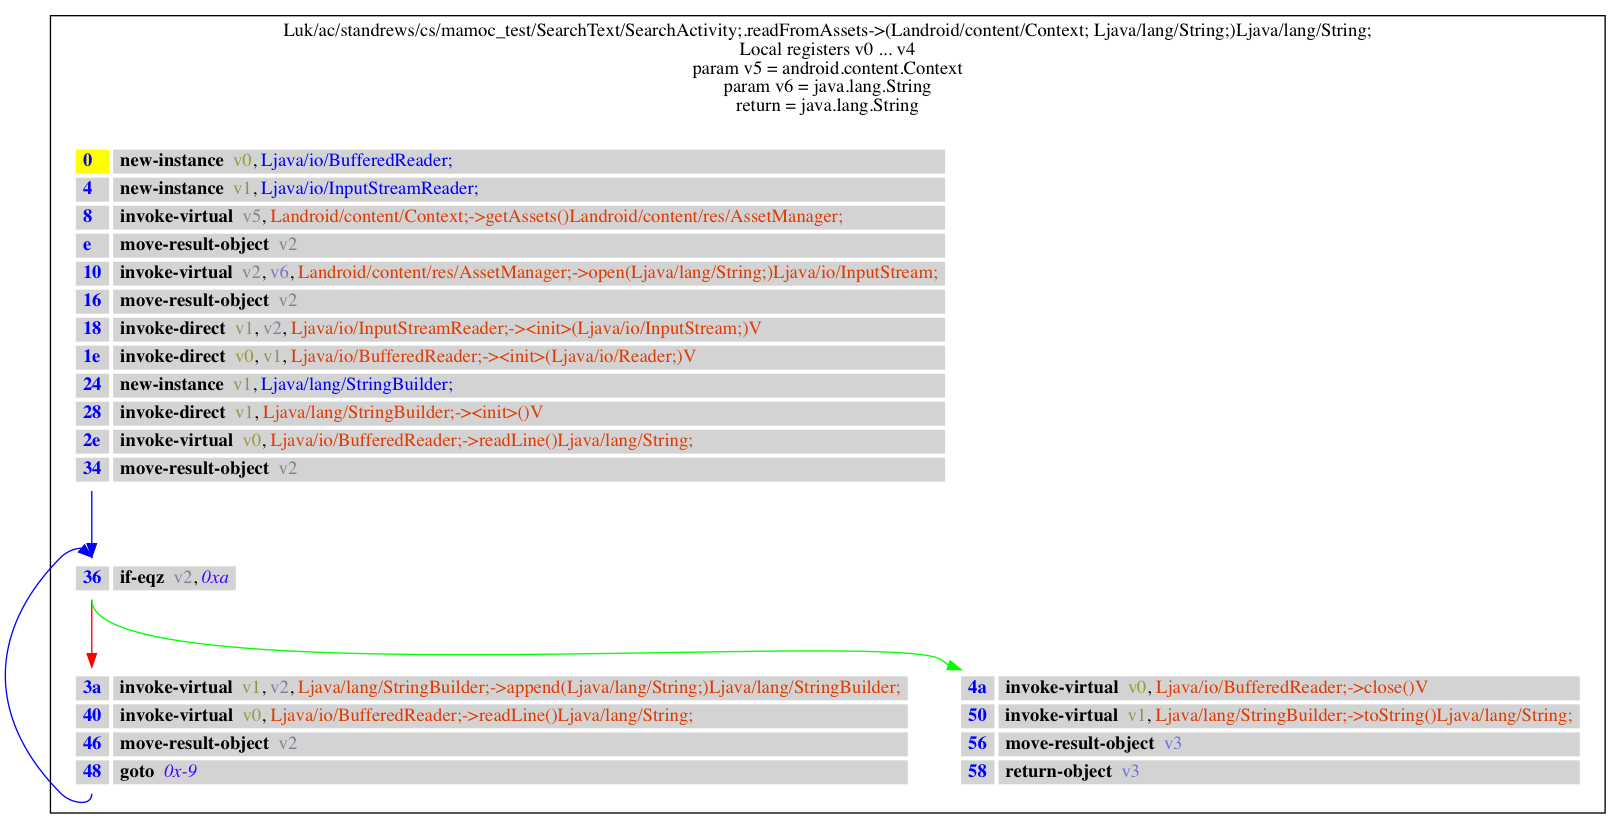 Luk/ac/standrews/cs/mamoc_test/SearchText/SearchActivity;.readFromAssets->(Landroid/content/Context; Ljava/lang/String;)Ljava/lang/String;
Local registers v0 ... v4
param v5 = android.content.Context
param v6 = java.lang.String
return = java.lang.String
0 new-instance v0, Ljava/io/BufferedReader;
4 new-instance v1, Ljava/io/InputStreamReader;
8 invoke-virtual v5, Landroid/content/Context;->getAssets()Landroid/content/res/AssetManager;
e move-result-object v2
10 invoke-virtual v2, v6, Landroid/content/res/AssetManager;->open(Ljava/lang/String;)Ljava/io/InputStream;
16 move-result-object v2
18 invoke-direct v1, v2, Ljava/io/InputStreamReader;-><init>(Ljava/io/InputStream;)V
1e invoke-direct v0, v1, Ljava/io/BufferedReader;-><init>(Ljava/io/Reader;)V
24 new-instance v1, Ljava/lang/StringBuilder;
28 invoke-direct v1, Ljava/lang/StringBuilder;-><init>()V
2e invoke-virtual v0, Ljava/io/BufferedReader;->readLine()Ljava/lang/String;
34 move-result-object v2
36 if-eqz v2, 0xa
3a invoke-virtual v1, v2, Ljava/lang/StringBuilder;->append(Ljava/lang/String;)Ljava/lang/StringBuilder;
40 invoke-virtual v0, Ljava/io/BufferedReader;->readLine()Ljava/lang/String;
46 move-result-object v2
48 goto 0x-9
4a invoke-virtual v0, Ljava/io/BufferedReader;->close()V
50 invoke-virtual v1, Ljava/lang/StringBuilder;->toString()Ljava/lang/String;
56 move-result-object v3
58 return-object v3